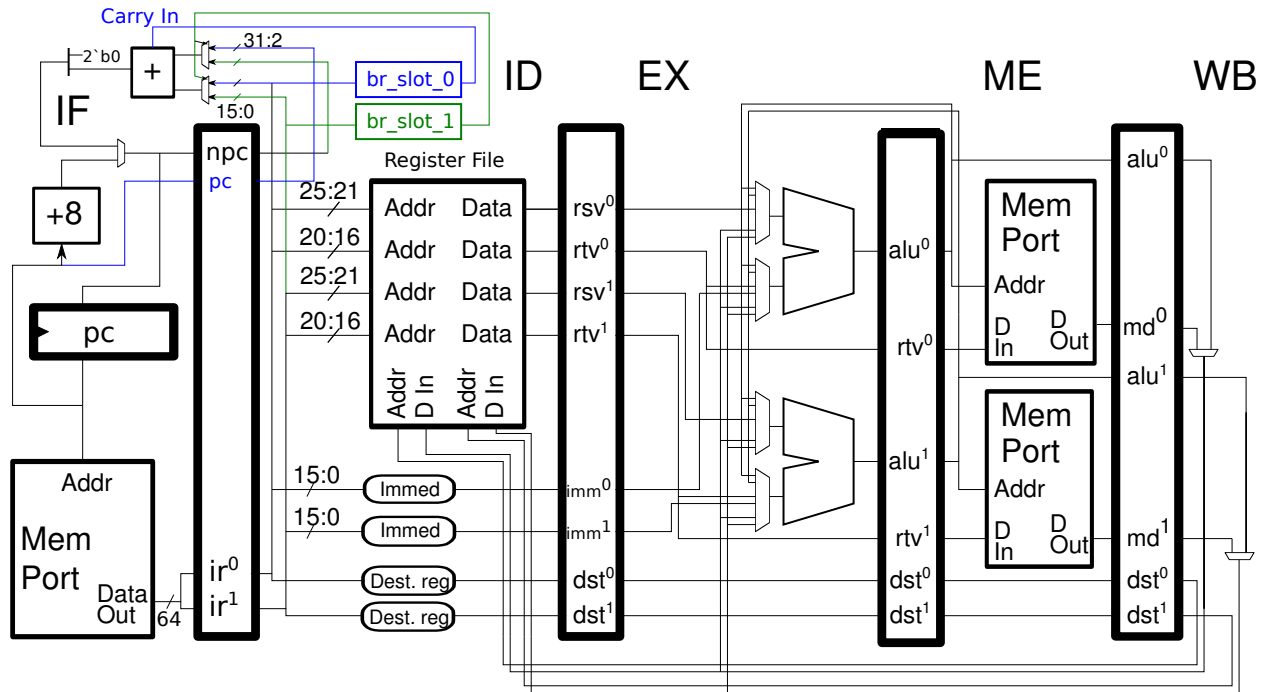 Carry In
2`b0
+
31:2
br_slot_0
ID
EX
ME
WB
IF
15:0
br_slot_1
npc
pc
Register File
+8
pc
25:21
20:16
25:21
20:16
Addr Data
Addr Data
Addr Data
Addr Data
Addr
D In
Addr
D In
rsv0
rtv0
rsv1
rtv1
alu0
rtv0
alu1
rtv1
Mem
Port
Addr
D
In
D
Out
Mem
Port
Addr
D
In
D
Out
alu0
md0
alu1
md1
Addr
Mem
Port
Data
Out
64
ir0
ir1
15:0
Immed
imm0
15:0
Immed
imm1
Dest. reg
dst0
dst0
dst0
Dest. reg
dst1
dst1
dst1